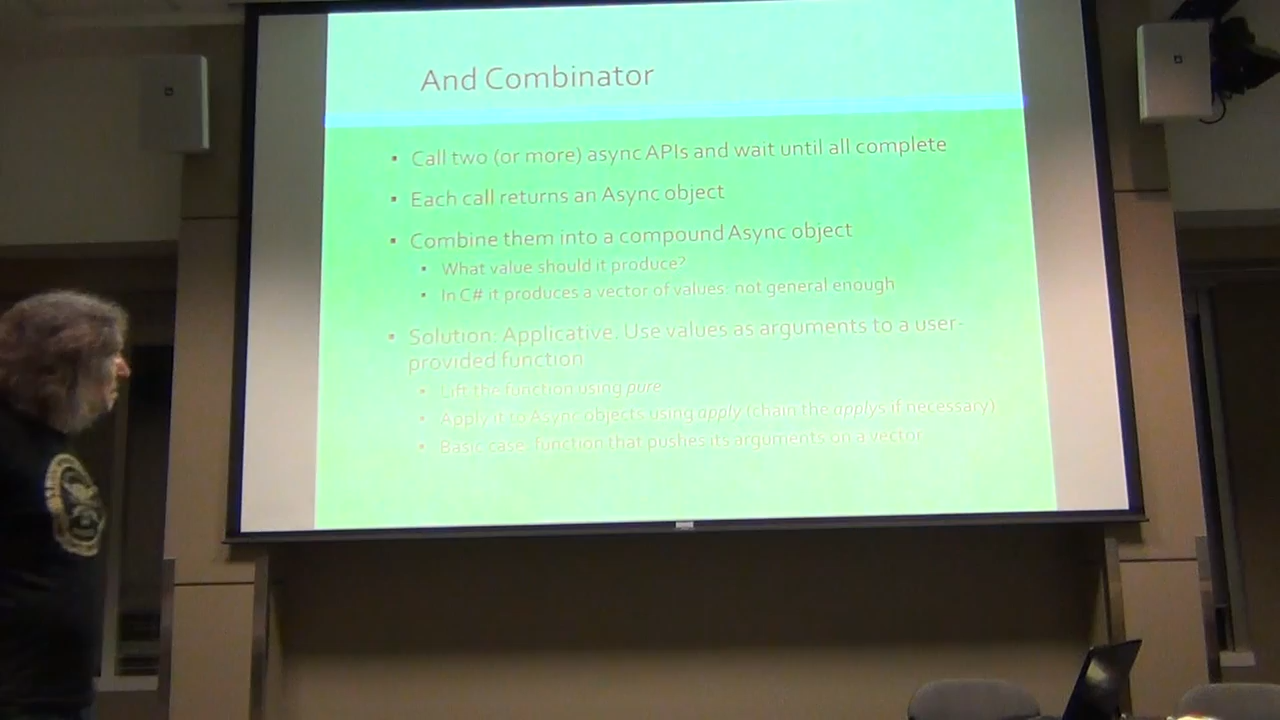 And Combinator
▪ Call two (or more) async APIs and wait until all complete
▪ Each call returns an Async object
▪ Combine them into a compound Async object
▪ What value should it produce?
▪ In C# it produces a vector of values: not general enough
▪ Solution: Applicative. Use values as arguments to a user-
provided function
▪ Lift the function using pure
▪ Apply it to Async objects using apply (chain the applys if necessary)
▪ Basic case: function that pushes its arguments on a vector